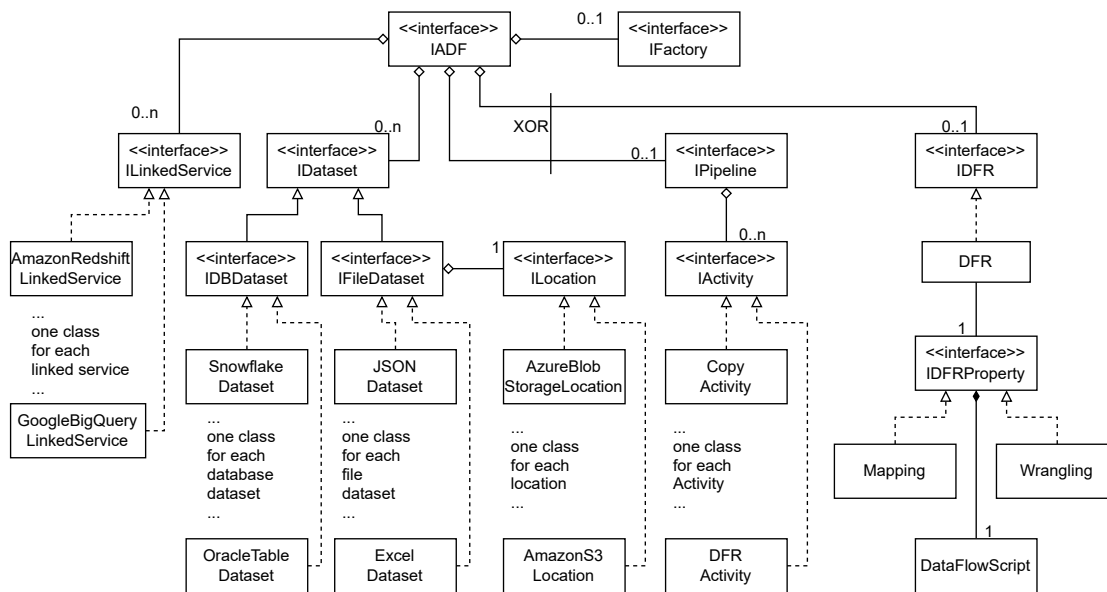 <<interface>>
IADF
0..1
<<interface>>
IFactory
0..n
0..n
XOR
0..1
0..1
<<interface>>
ILinkedService
<<interface>>
IDataset
<<interface>>
IPipeline
<<interface>>
IDFR
AmazonRedshift
LinkedService
...
one class
for each
linked service
...
GoogleBigQuery
LinkedService
<<interface>>
IDBDataset
<<interface>>
IFileDataset
1
<<interface>>
ILocation
0..n
<<interface>>
IActivity
DFR
1
<<interface>>
IDFRProperty
Snowflake
Dataset
...
one class
for each
database
dataset
...
OracleTable
Dataset
JSON
Dataset
...
one class
for each
file
dataset
...
Excel
Dataset
AzureBlob
StorageLocation
...
one class
for each
location
...
AmazonS3
Location
Copy
Activity
...
one class
for each
Activity
...
DFR
Activity
Mapping
Wrangling
1
DataFlowScript